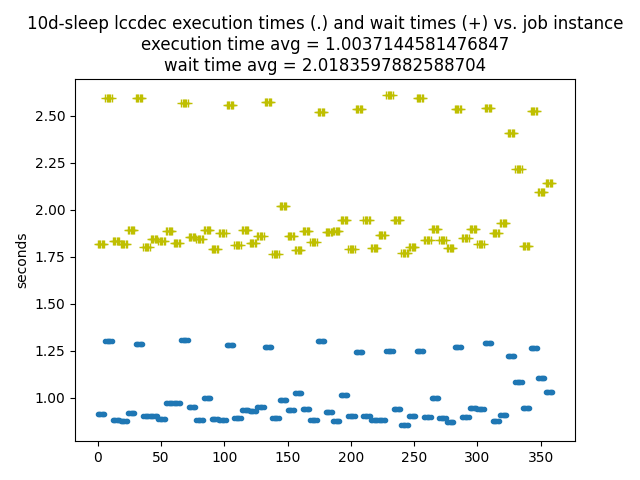 10d-sleep lccdec execution times (.) and wait times (+) vs. job instance
execution time avg = 1.0037144581476847
wait time avg = 2.0183597882588704
2.50
2.25
2.00
1.75
1.50
1.25
1.00
seconds
0 50 100 150 200 250 300 350